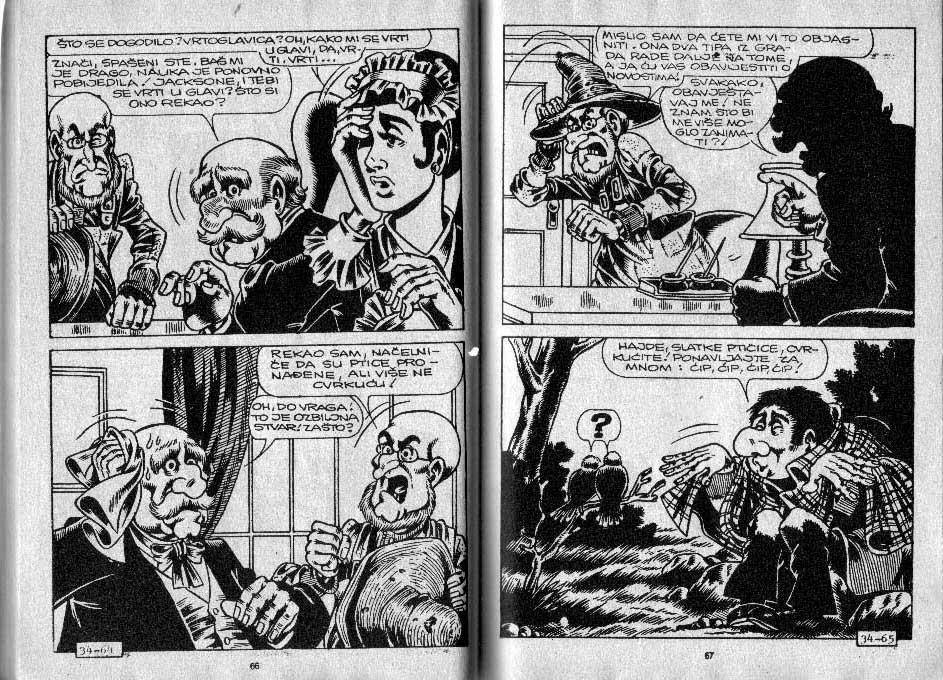 ŠTO SE DOGODILO? VRTOGLAVICA? OH, KAKO MI SE VRTI
U GLAVI, DA, VR-
TI, VRTI...
ZNAČI, SPAŠENI STE, BAŠ MI
JE DRAGO, NAUKA JE PONOVNO
POBIJEDILA! JACKSONE, I TEBI
SE VRTI U GLAVI? ŠTO SI
ONO REKAO?
REKAO SAM, NAČELNI-
ČE DA SU PTICE PRO
NAĐENE, ALI VIŠE NE
CVRKUĆU!
OH, DO VRAGA!
TO JE OZBILJNA
STVAR! ZAŠTO?
34-64
66
MISLIO SAM DA ĆETE MI VI TO OBJAS-
NITI. ONA DVA TIPA IZ GRA-
DA RADE DALJE NA TOME,
A JA ĆU VAS OBAVIJESTITI O
NOVOSTIMA!
SVAKAKO,
OBAVJEŠTA-
VAJ ME! NE
ZNAM ŠTO BI
ME VIŠE MO-
GLO ZANIMA-
TI?!
HAJDE, SLATKE PTIČICE, CVR-
KUĆITE! PONAVLJAJTE ZA
MNOM: ĆIP, ĆIP, ĆIP, ĆIP!
?
34-65
67